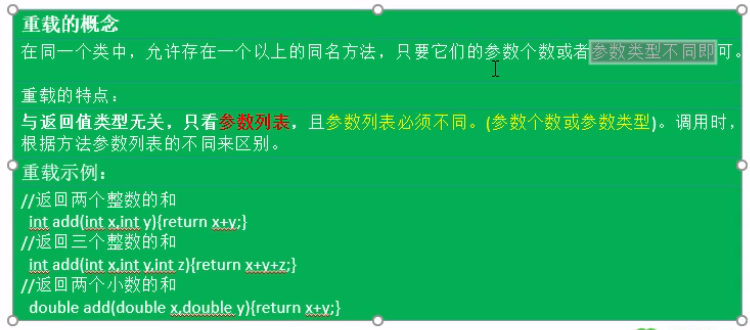 重载的概念
在同一个类中，允许存在一个以上的同名方法，只要它们的参数个数或者参数类型不同即可。
重载的特点：
与返回值类型无关，只看参数列表，且参数列表必须不同。(参数个数或参数类型)。调用时，
根据方法参数列表的不同来区别。
重载示例：
//返回两个整数的和
int add(int x,int y){return x+y;}
//返回三个整数的和
int add(int x,int y,int z){return x+y+z;}
//返回两个小数的和
double add(double x,double y){return x+y;}